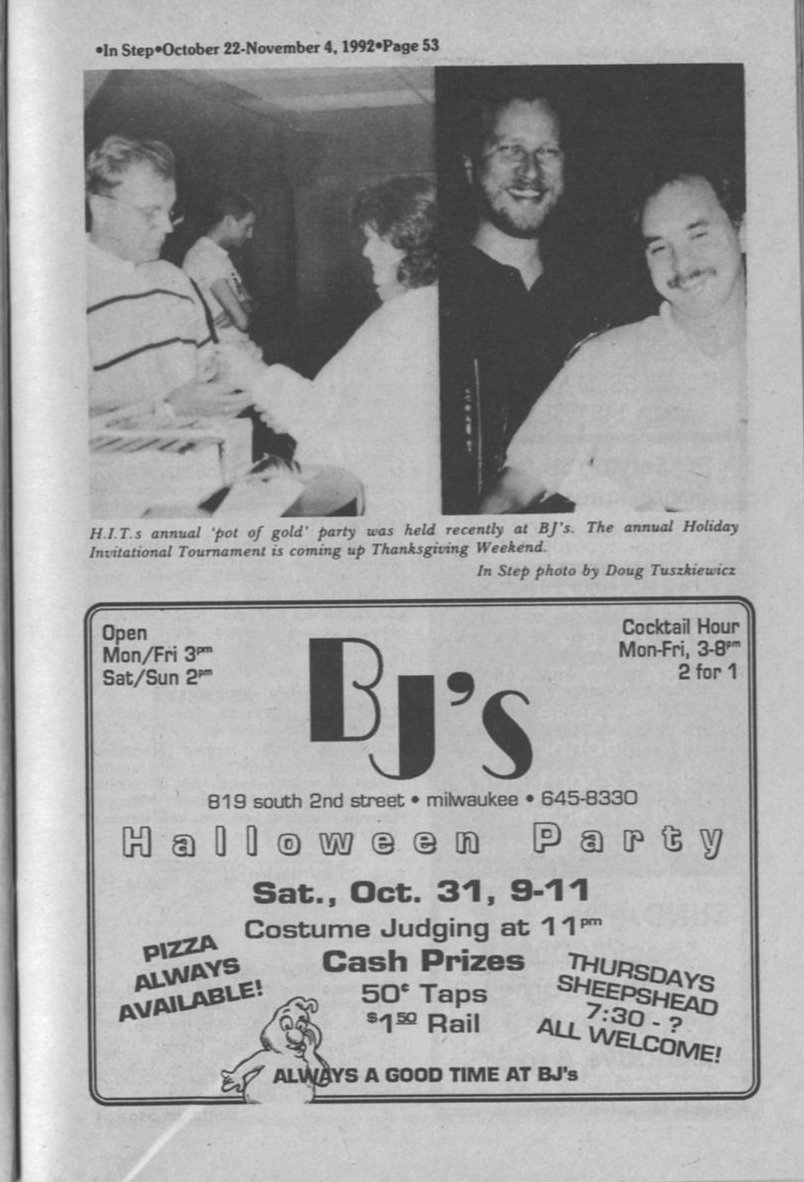 •In Step•October 22-November 4, 1992•Page 53
H.I.T.s annual 'pot of gold' party was held recently at BJ's. The annual Holiday
Invitational Tournament is coming up Thanksgiving Weekend.
In Step photo by Doug Tuszkiewicz
Open
Mon/Fri 3pm
Sat/Sun 2pm
Cocktail Hour
Mon-Fri, 3-8pm
2 for 1
BJ's
819 south 2nd street • milwaukee • 645-8330
Halloween Party
Sat., Oct. 31, 9-11
Costume Judging at 11pm
Cash Prizes
50¢ Taps
$1.50 Rail
PIZZA
ALWAYS
AVAILABLE!
THURSDAYS
SHEEPSHEAD
7:30 - ?
ALL WELCOME!
ALWAYS A GOOD TIME AT BJ's